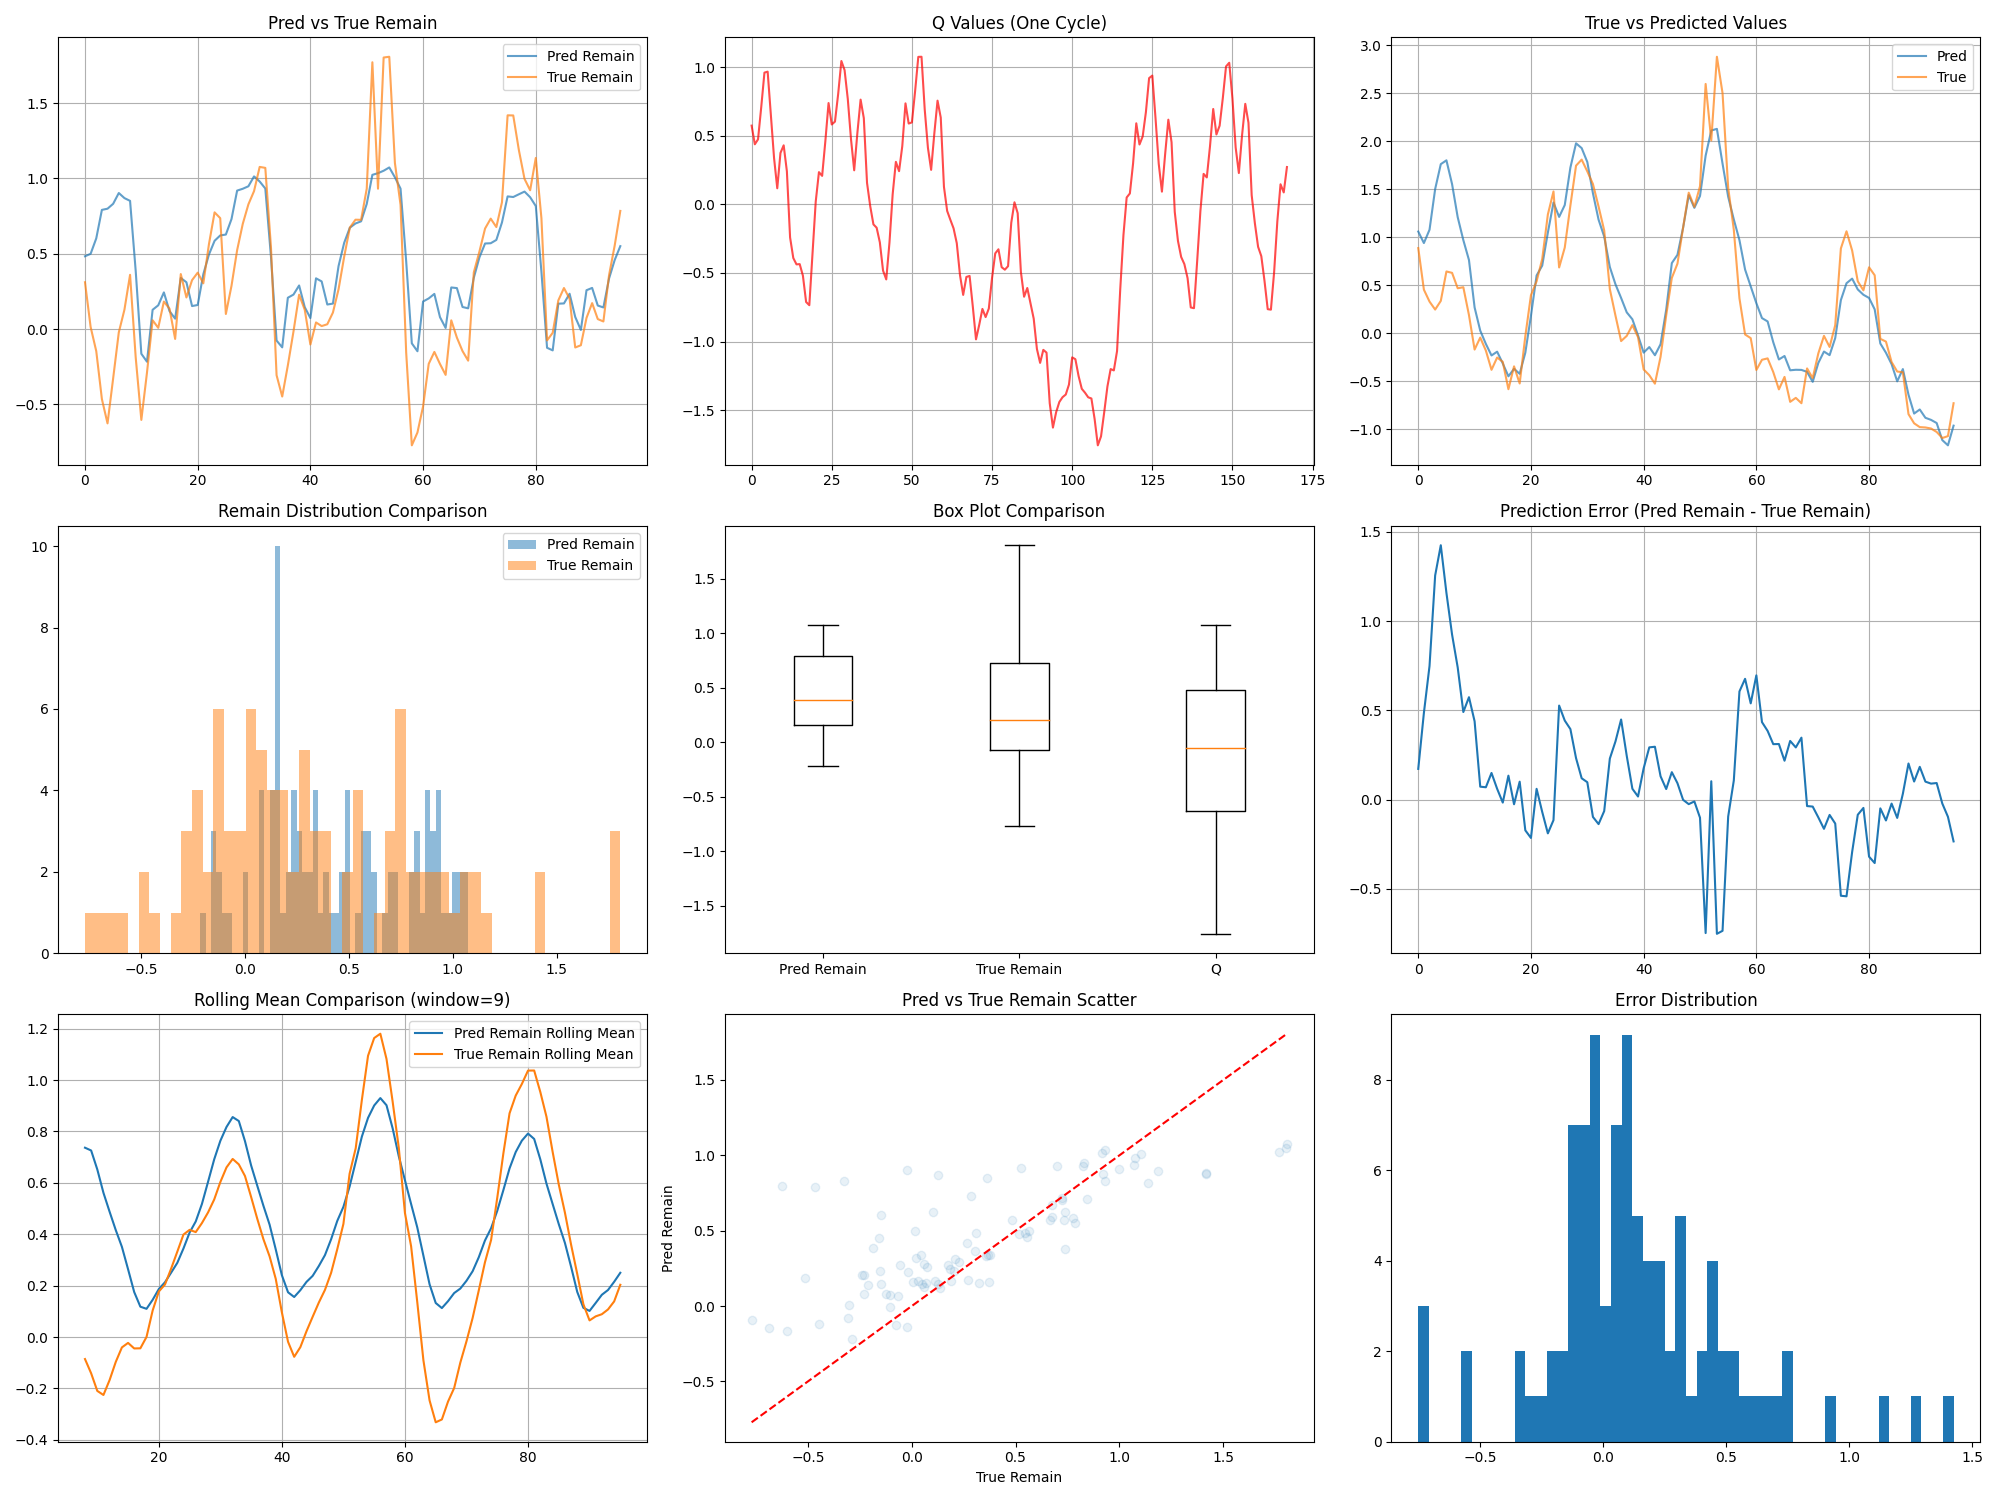 Pred vs True Remain
Pred Remain
True Remain
1.5
1.0
0.5
0.0
−0.5
0 20 40 60 80
Q Values (One Cycle)
1.0
0.5
0.0
−0.5
−1.0
−1.5
0 25 50 75 100 125 150 175
True vs Predicted Values
Pred
True
3.0
2.5
2.0
1.5
1.0
0.5
0.0
−0.5
−1.0
0 20 40 60 80
Remain Distribution Comparison
Pred Remain
True Remain
10
8
6
4
2
0
−0.5 0.0 0.5 1.0 1.5
Box Plot Comparison
1.5
1.0
0.5
0.0
−0.5
−1.0
−1.5
Pred Remain True Remain Q
Prediction Error (Pred Remain - True Remain)
1.5
1.0
0.5
0.0
−0.5
0 20 40 60 80
Rolling Mean Comparison (window=9)
Pred Remain Rolling Mean
True Remain Rolling Mean
1.2
1.0
0.8
0.6
0.4
0.2
0.0
−0.2
−0.4
20 40 60 80
Pred vs True Remain Scatter
Pred Remain
1.5
1.0
0.5
0.0
−0.5
−0.5 0.0 0.5 1.0 1.5
True Remain
Error Distribution
8
6
4
2
0
−0.5 0.0 0.5 1.0 1.5